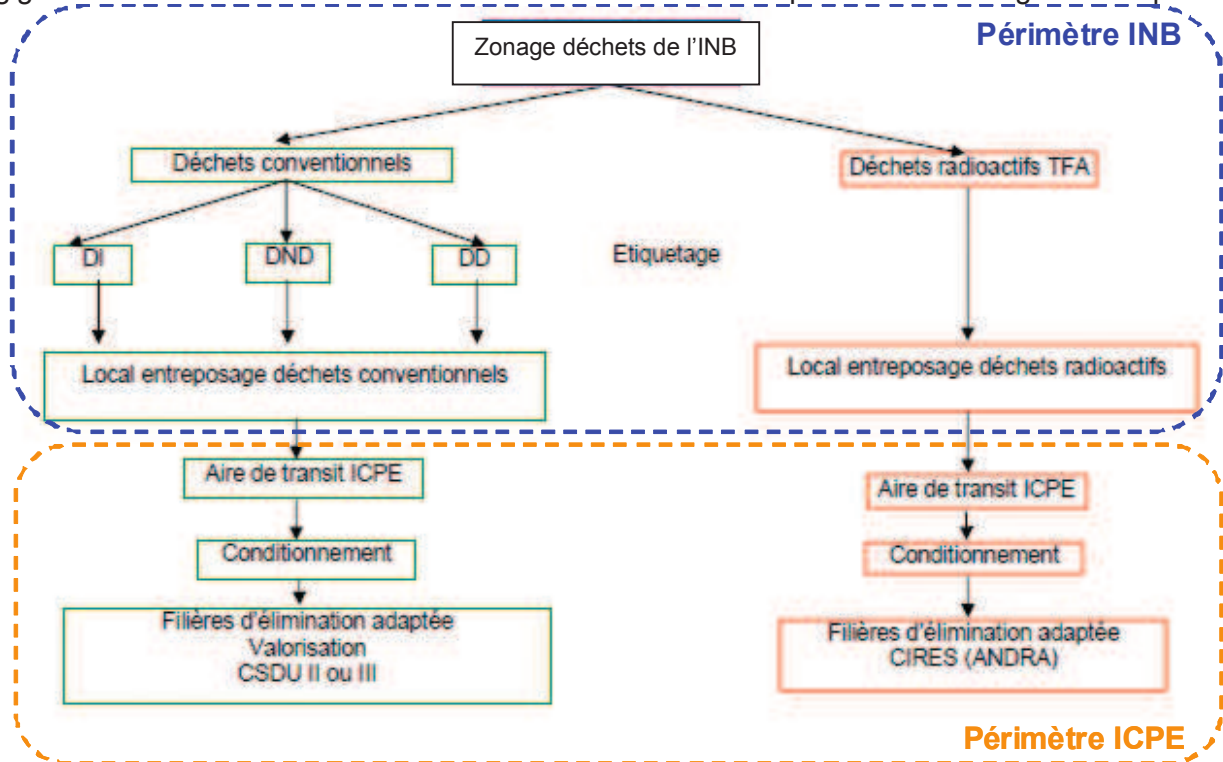 Périmètre INB
Zonage déchets de l'INB
Déchets conventionnels
Déchets radioactifs TFA
DI
DND
DD
Etiquetage
Local entreposage déchets conventionnels
Local entreposage déchets radioactifs
Aire de transit ICPE
Aire de transit ICPE
Conditionnement
Conditionnement
Filières d'élimination adaptée
Valorisation
CSDU II ou III
Filières d'élimination adaptée
CIRES (ANDRA)
Périmètre ICPE